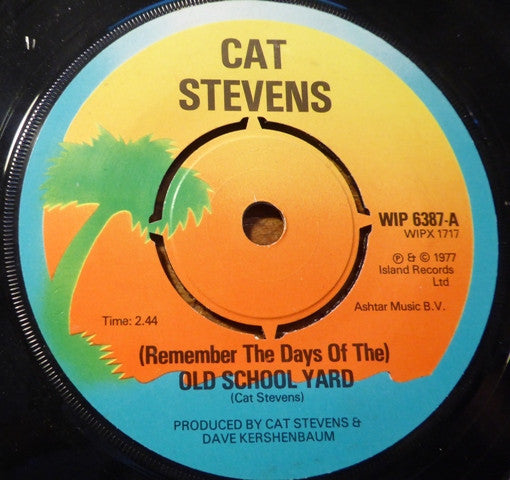 CAT
STEVENS
WIP 6387-A
WIPX 1717
℗ & © 1977
Island Records
Ltd
Ashtar Music B.V.
Time: 2.44
(Remember The Days Of The)
OLD SCHOOL YARD
(Cat Stevens)
PRODUCED BY CAT STEVENS &
DAVE KERSHENBAUM